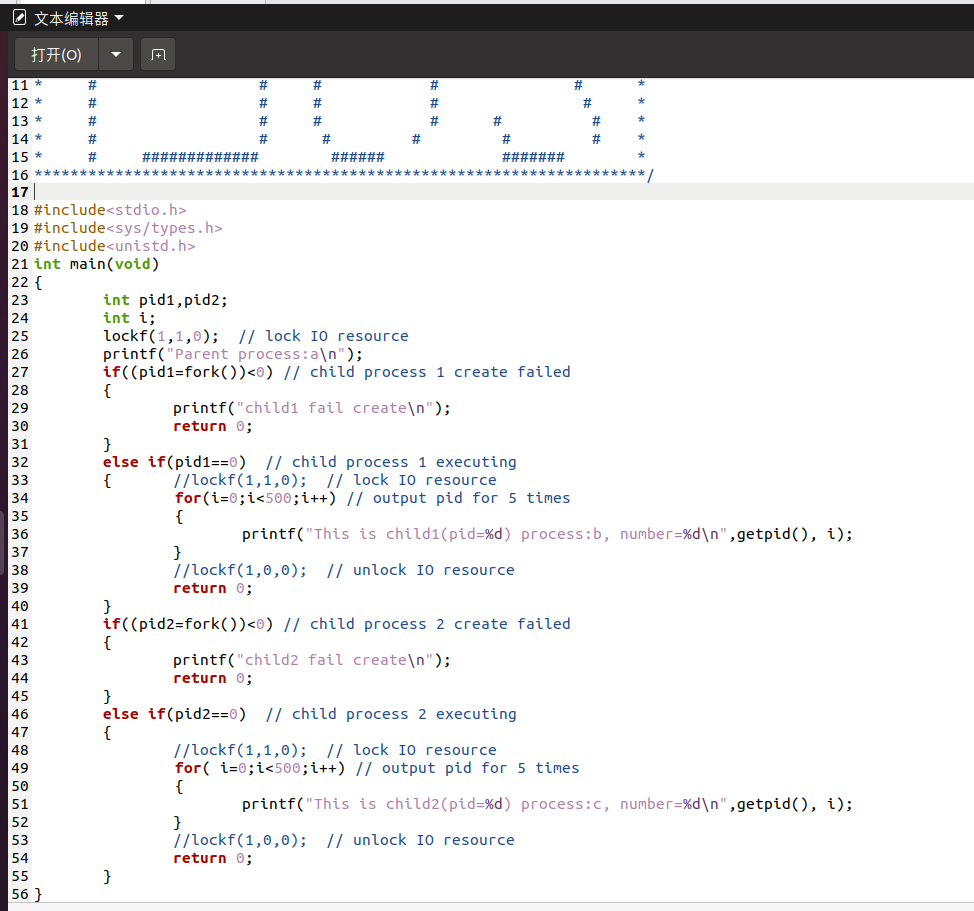 文本编辑器
打开(O)
11 *     #                  #     #            #               #      *
12 *     #                  #     #            #                #     *
13 *     #                  #     #            #      #          #    *
14 *     #                  #      #         #         #         #    *
15 *     #     #############        ######             #######        *
16 ********************************************************************/
17
18 #include<stdio.h>
19 #include<sys/types.h>
20 #include<unistd.h>
21 int main(void)
22 {
23         int pid1,pid2;
24         int i;
25         lockf(1,1,0);  // lock IO resource
26         printf("Parent process:a\n");
27         if((pid1=fork())<0) // child process 1 create failed
28         {
29                 printf("child1 fail create\n");
30                 return 0;
31         }
32         else if(pid1==0)  // child process 1 executing
33         {       //lockf(1,1,0);  // lock IO resource
34                 for(i=0;i<500;i++) // output pid for 5 times
35                 {
36                         printf("This is child1(pid=%d) process:b, number=%d\n",getpid(), i);
37                 }
38                 //lockf(1,0,0);  // unlock IO resource
39                 return 0;
40         }
41         if((pid2=fork())<0) // child process 2 create failed
42         {
43                 printf("child2 fail create\n");
44                 return 0;
45         }
46         else if(pid2==0)  // child process 2 executing
47         {
48                 //lockf(1,1,0);  // lock IO resource
49                 for( i=0;i<500;i++) // output pid for 5 times
50                 {
51                         printf("This is child2(pid=%d) process:c, number=%d\n",getpid(), i);
52                 }
53                 //lockf(1,0,0);  // unlock IO resource
54                 return 0;
55         }
56 }